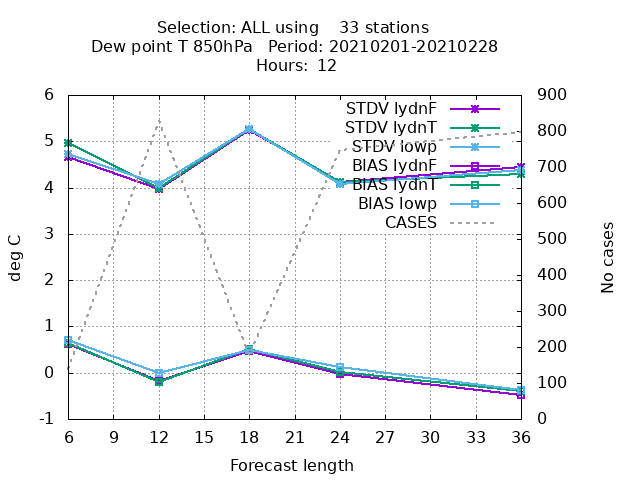 Selection: ALL using    33 stations
Dew point T 850hPa   Period: 20210201-20210228
Hours: 12
STDV lydnF
STDV lydnT
STDV lowp
BIAS lydnF
BIAS lydnT
BIAS lowp
CASES
6
5
4
3
2
1
0
-1
deg C
900
800
700
600
500
400
300
200
100
0
No cases
6 9 12 15 18 21 24 27 30 33 36
Forecast length